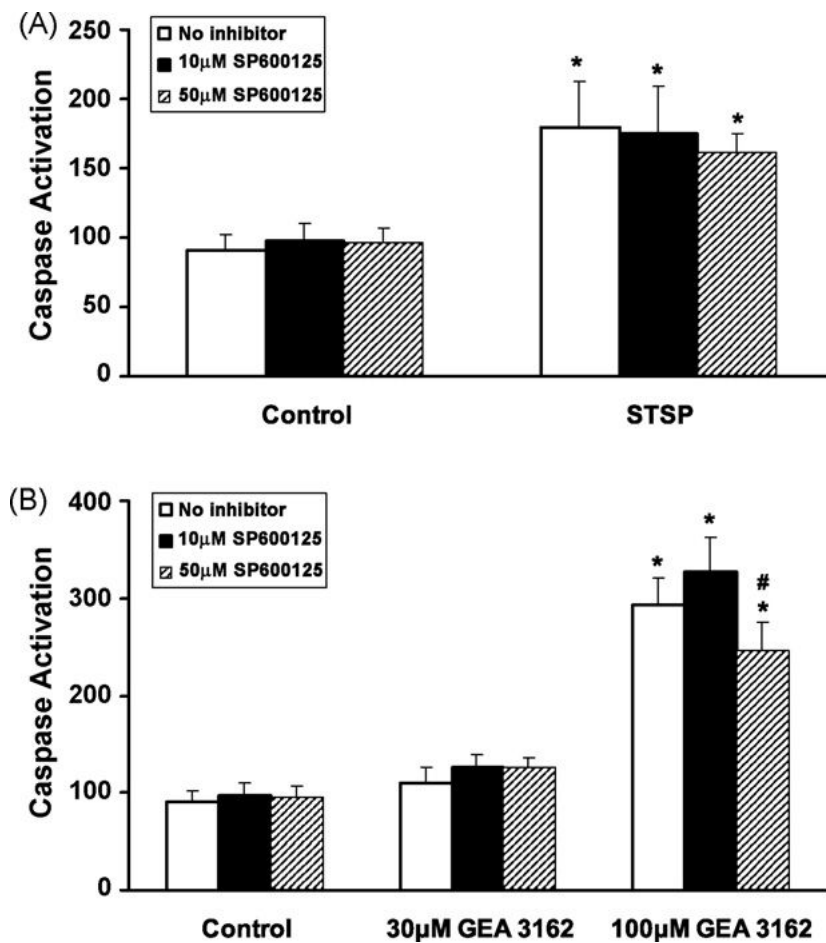 (A)
No inhibitor
10μM SP600125
50μM SP600125
Caspase Activation
250
200
150
100
50
0
*
*
*
Control
STSP
(B)
No inhibitor
10μM SP600125
50μM SP600125
Caspase Activation
400
300
200
100
0
*
*
#
*
Control
30μM GEA 3162
100μM GEA 3162